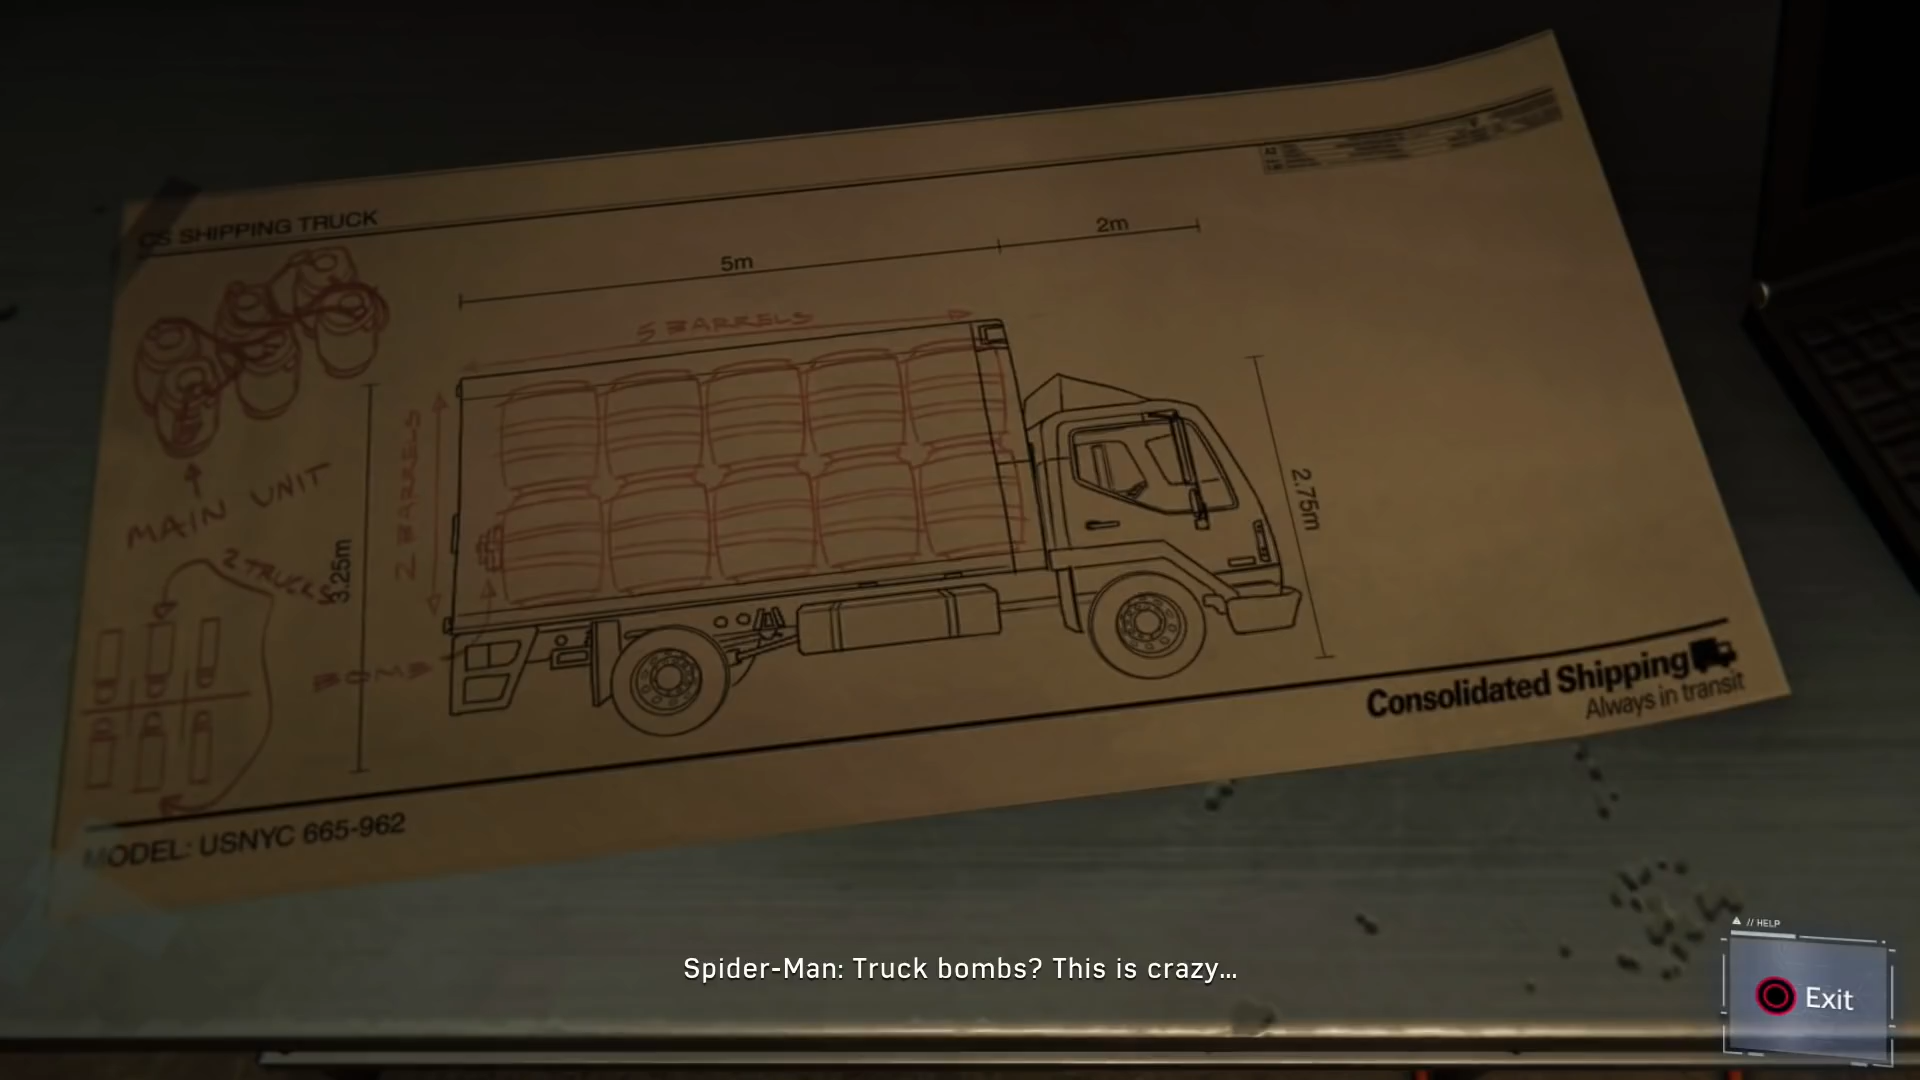 CS SHIPPING TRUCK
2m
5m
5 BARRELS
2 BARRELS
MAIN UNIT
2 TRUCKS
3.25m
2.75m
BOMB
Consolidated Shipping
Always in transit
MODEL: USNYC 665-962
// HELP
Exit
Spider-Man: Truck bombs? This is crazy...